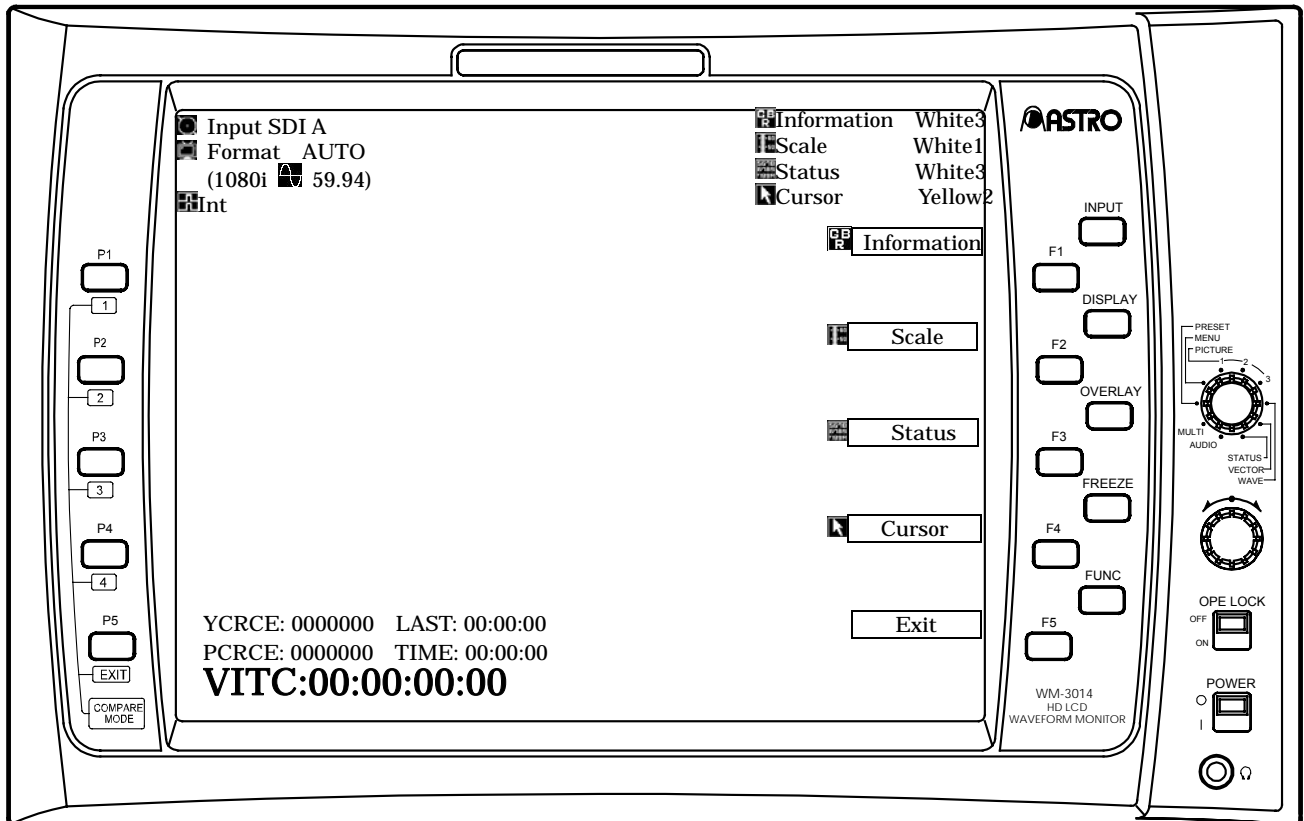 Input SDI A
Format AUTO
(1080i 59.94)
Int
Information White3
Scale White1
Status White3
Cursor Yellow2
Information
Scale
Status
Cursor
Exit
YCRCE: 0000000 LAST: 00:00:00
PCRCE: 0000000 TIME: 00:00:00
VITC:00:00:00:00
P1
1
P2
2
P3
3
P4
4
P5
EXIT
COMPARE
MODE
ASTRO
INPUT
F1
DISPLAY
F2
OVERLAY
F3
FREEZE
F4
FUNC
F5
WM-3014
HD LCD
WAVEFORM MONITOR
PRESET
MENU
PICTURE
1 2 3
MULTI
AUDIO
STATUS
VECTOR
WAVE
OPE LOCK
OFF
ON
POWER